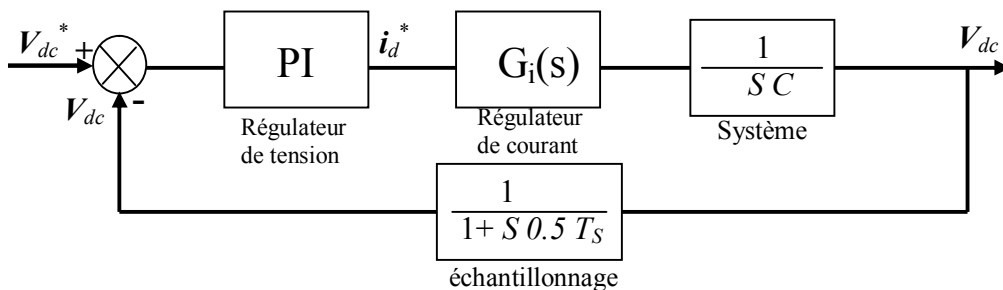 V_dc^* + PI i_d^* G_i(s) 1 V_dc
S C
V_dc -
Régulateur
de tension
Régulateur
de courant
Système
1
1+ S 0.5 T_S
échantillonnage